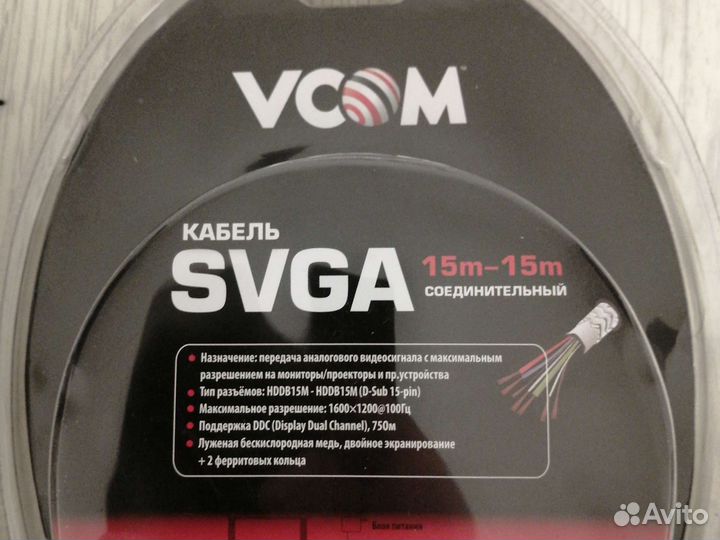 VCOM
КАБЕЛЬ
SVGA 15m-15m
СОЕДИНИТЕЛЬНЫЙ
Назначение: передача аналогового видеосигнала с максимальным
разрешением на мониторы/проекторы и пр.устройства
Тип разъёмов: HDDB15M - HDDB15M (D-Sub 15-pin)
Максимальное разрешение: 1600×1200@100Гц
Поддержка DDC (Display Dual Channel), 750м
Луженая бескислородная медь, двойное экранирование
+ 2 ферритовых кольца
Блок питания
Avito